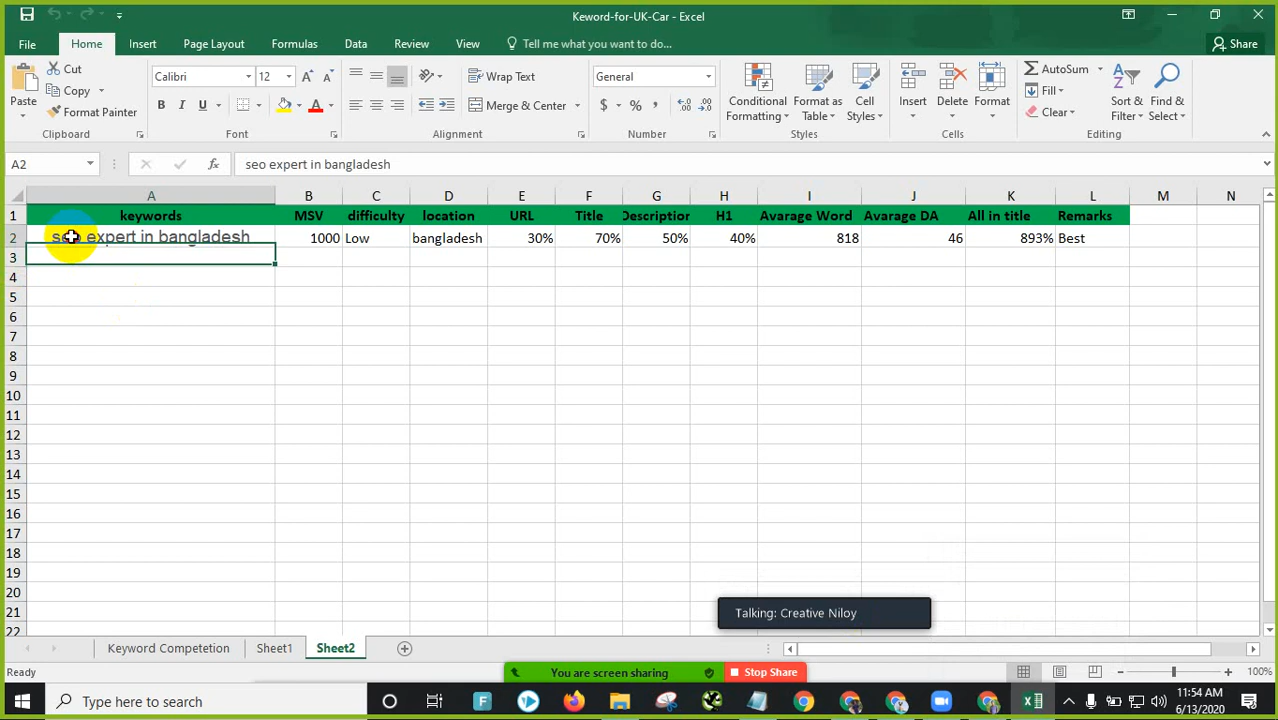 Keword-for-UK-Car - Excel
File Home Insert Page Layout Formulas Data Review View Tell me what you want to do... Share
Cut
Copy
Format Painter
Paste
Clipboard
Calibri 12
B I U A
Font
Wrap Text
Merge & Center
Alignment
General
$ % ,
Number
Conditional Formatting
Format as Table
Cell Styles
Styles
Insert Delete Format
Cells
AutoSum
Fill
Clear
Sort & Filter
Find & Select
Editing
A2 fx seo expert in bangladesh
A B C D E F G H I J K L M N
1 keywords MSV difficulty location URL Title Description H1 Avarage Word Avarage DA All in title Remarks
2 seo expert in bangladesh 1000 Low bangladesh 30% 70% 50% 40% 818 46 893% Best
3
4
5
6
7
8
9
10
11
12
13
14
15
16
17
18
19
20
21
22
Talking: Creative Niloy
Keyword Competetion Sheet1 Sheet2
Ready You are screen sharing Stop Share 100%
Type here to search
11:54 AM
6/13/2020